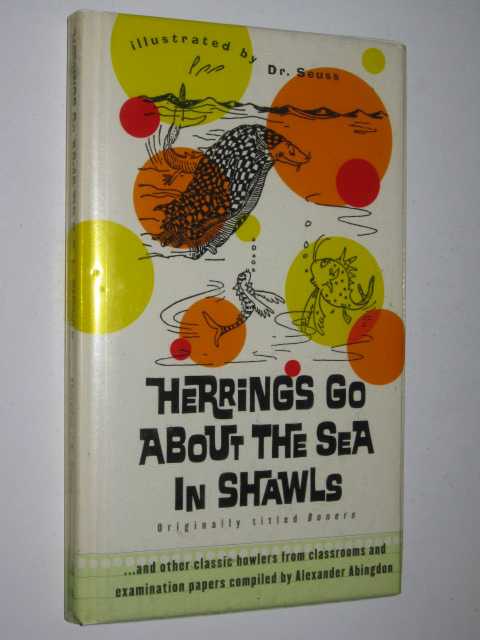 illustrated by Dr. Seuss
HERRINGS GO
ABOUT THE SEA
IN SHAWLS
Originally titled Boners
...and other classic howlers from classrooms and
examination papers compiled by Alexander Abingdon